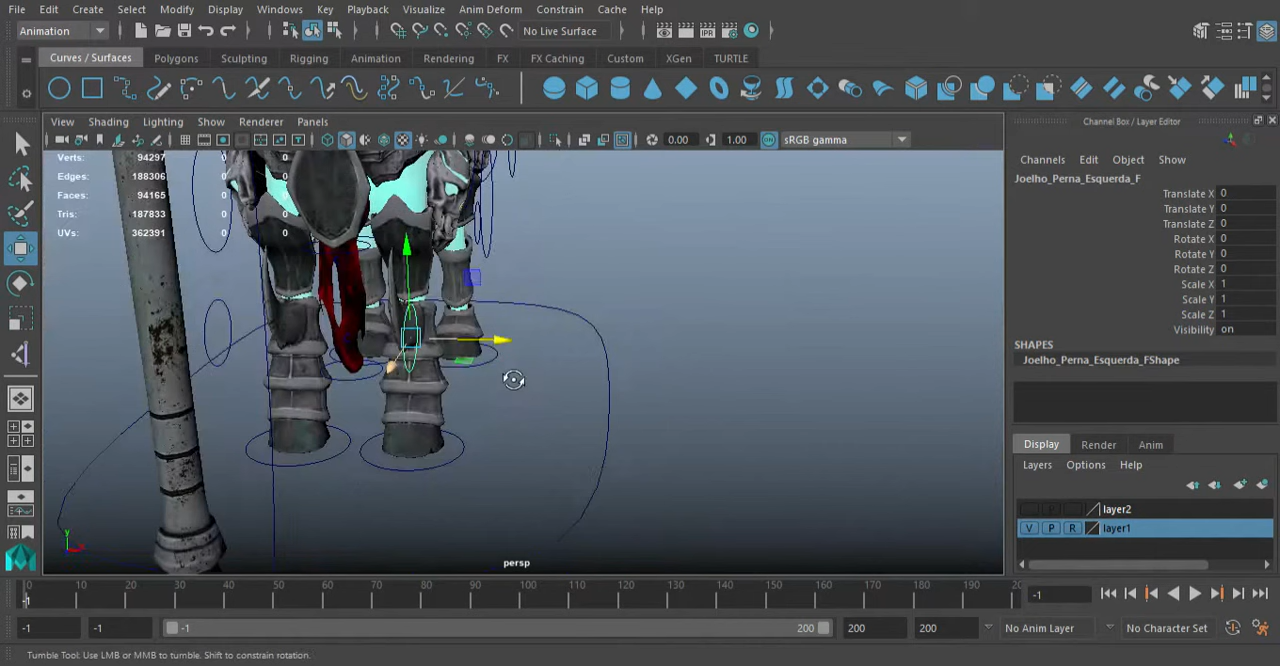 File Edit Create Select Modify Display Windows Key Playback Visualize Anim Deform Constrain Cache Help
Animation No Live Surface
Curves / Surfaces Polygons Sculpting Rigging Animation Rendering FX FX Caching Custom XGen TURTLE
View Shading Lighting Show Renderer Panels
0.00 1.00 sRGB gamma
Verts: 94297 0 0
Edges: 188306 0 0
Faces: 94165 0 0
Tris: 187833 0 0
UVs: 362391 0 0
y
persp
Channel Box / Layer Editor
Channels Edit Object Show
Joelho_Perna_Esquerda_F
Translate X 0
Translate Y 0
Translate Z 0
Rotate X 0
Rotate Y 0
Rotate Z 0
Scale X 1
Scale Y 1
Scale Z 1
Visibility on
SHAPES
Joelho_Perna_Esquerda_FShape
Display Render Anim
Layers Options Help
layer2
V P R layer1
0 10 20 30 40 50 60 70 80 90 100 110 120 130 140 150 160 170 180 190 20
-1 -1
-1 -1 -1 200 200 200 No Anim Layer No Character Set
Tumble Tool: Use LMB or MMB to tumble. Shift to constrain rotation.